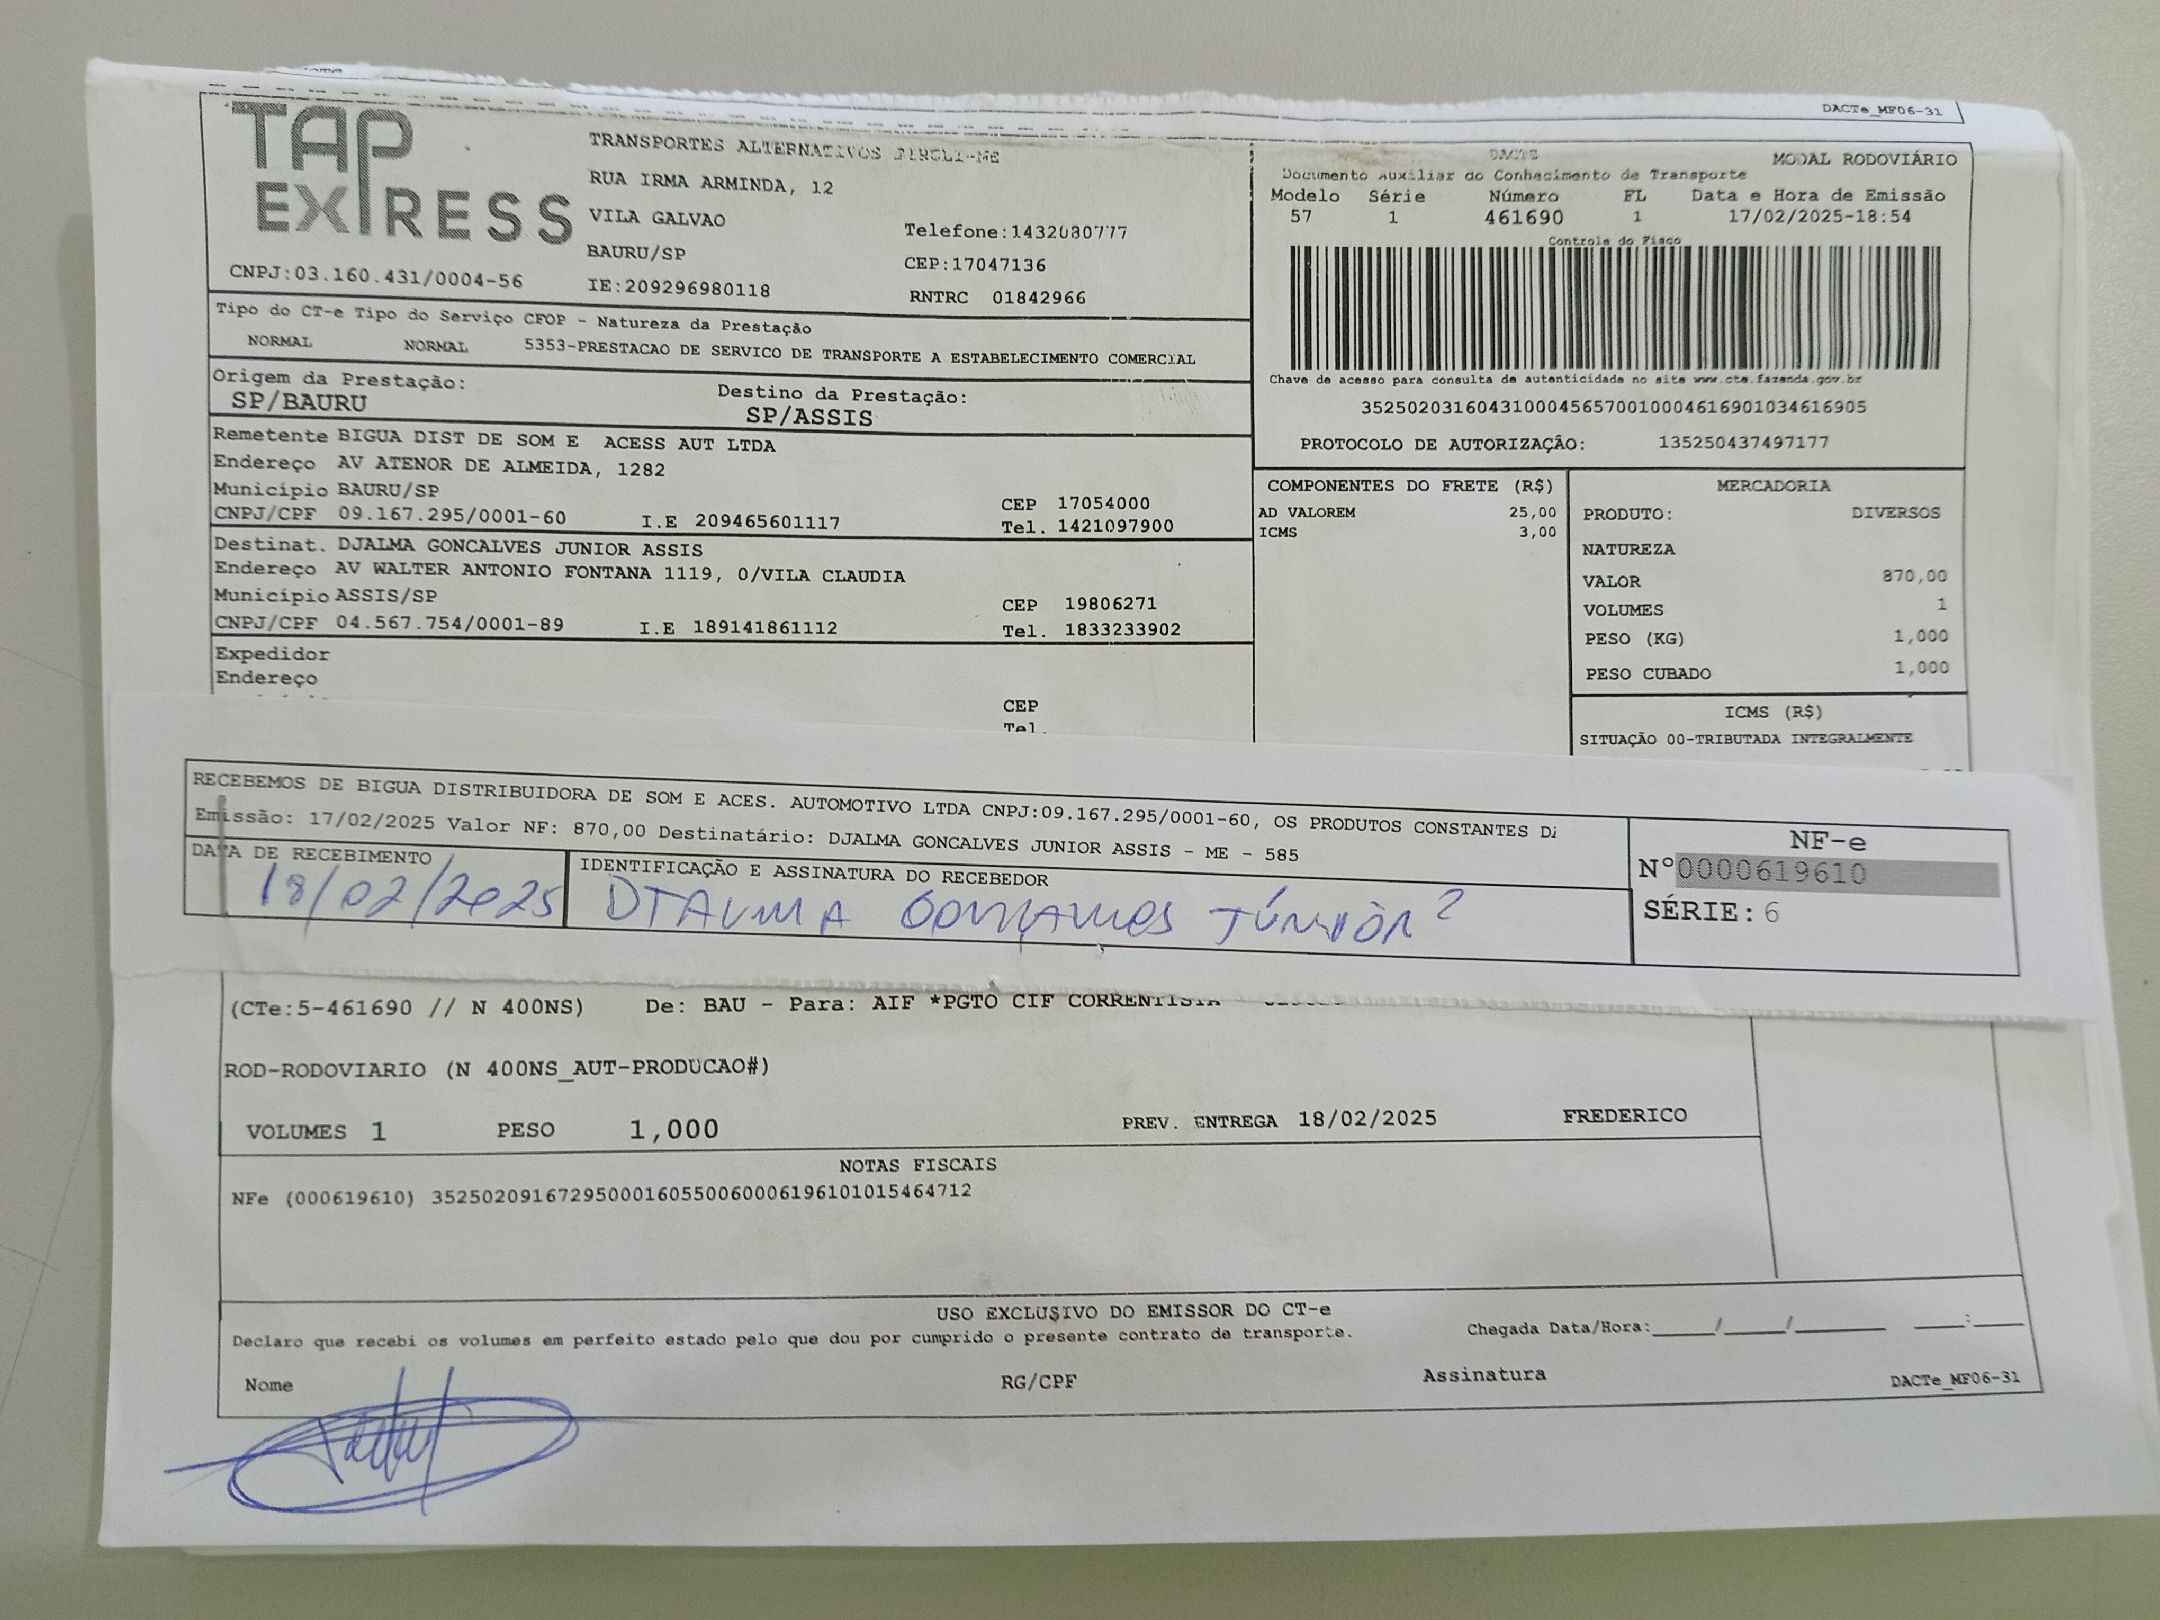 DACTe_MF06-31
TAP EXPRESS
TRANSPORTES ALTERNATIVOS EIRELI-ME
RUA IRMA ARMINDA, 12
VILA GALVAO
Telefone:1432080777
BAURU/SP
CEP:17047136
CNPJ:03.160.431/0004-56
IE:209296980118
RNTRC 01842966
DACTE
MODAL RODOVIÁRIO
Documento Auxiliar do Conhecimento de Transporte
Modelo Série Número FL Data e Hora de Emissão
57 1 461690 1 17/02/2025-18:54
Controle do Fisco
Chave de acesso para consulta de autenticidade no site www.cte.fazenda.gov.br
35250203160431000456570010004616901034616905
PROTOCOLO DE AUTORIZAÇÂO: 135250437497177
Tipo do CT-e Tipo do Serviço CFOP - Natureza da Prestação
NORMAL NORMAL 5353-PRESTACAO DE SERVICO DE TRANSPORTE A ESTABELECIMENTO COMERCIAL
Origem da Prestação: Destino da Prestação:
SP/BAURU SP/ASSIS
Remetente BIGUA DIST DE SOM E ACESS AUT LTDA
Endereço AV ATENOR DE ALMEIDA, 1282
Município BAURU/SP CEP 17054000
CNPJ/CPF 09.167.295/0001-60 I.E 209465601117 Tel. 1421097900
Destinat. DJALMA GONCALVES JUNIOR ASSIS
Endereço AV WALTER ANTONIO FONTANA 1119, 0/VILA CLAUDIA
Município ASSIS/SP CEP 19806271
CNPJ/CPF 04.567.754/0001-89 I.E 189141861112 Tel. 1833233902
Expedidor
Endereço
CEP
Tel.
COMPONENTES DO FRETE (R$)
AD VALOREM 25,00
ICMS 3,00
MERCADORIA
PRODUTO: DIVERSOS
NATUREZA
VALOR 870,00
VOLUMES 1
PESO (KG) 1,000
PESO CUBADO 1,000
ICMS (R$)
SITUAÇÃO 00-TRIBUTADA INTEGRALMENTE
RECEBEMOS DE BIGUA DISTRIBUIDORA DE SOM E ACES. AUTOMOTIVO LTDA CNPJ:09.167.295/0001-60, OS PRODUTOS CONSTANTES
Emissão: 17/02/2025 Valor NF: 870,00 Destinatário: DJALMA GONCALVES JUNIOR ASSIS - ME - 585
DATA DE RECEBIMENTO
18/02/2025
IDENTIFICAÇÃO E ASSINATURA DO RECEBEDOR
DJALMA GONÇALVES JÚNIOR
NF-e
Nº0000619610
SÉRIE: 6
(CTe:5-461690 // N 400NS) De: BAU - Para: AIF *PGTO CIF CORRENTISTA
ROD-RODOVIARIO (N 400NS_AUT-PRODUCAO#)
VOLUMES 1 PESO 1,000 PREV. ENTREGA 18/02/2025 FREDERICO
NOTAS FISCAIS
NFe (000619610) 35250209167295000160550060006196101015464712
USO EXCLUSIVO DO EMISSOR DO CT-e
Declaro que recebi os volumes em perfeito estado pelo que dou por cumprido o presente contrato de transporte. Chegada Data/Hora:_____/_____/_______ ____:____
Nome RG/CPF Assinatura DACTe_MF06-31